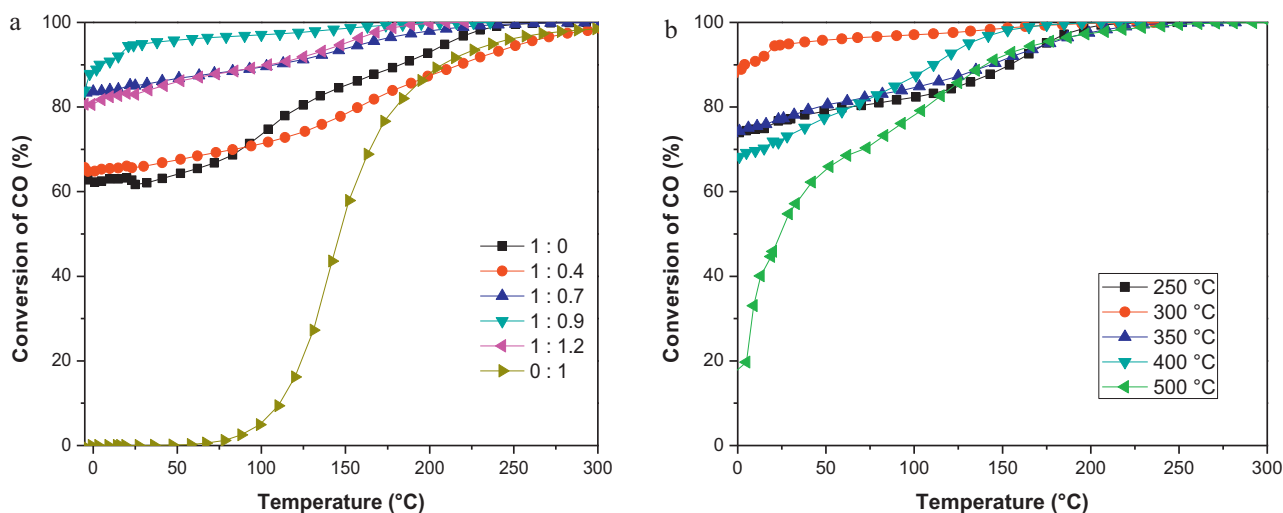 a
100
80
60
40
20
0
Conversion of CO (%)
0 50 100 150 200 250 300
Temperature (°C)
1 : 0
1 : 0.4
1 : 0.7
1 : 0.9
1 : 1.2
0 : 1
b
100
80
60
40
20
0
Conversion of CO (%)
0 50 100 150 200 250 300
Temperature (°C)
250 °C
300 °C
350 °C
400 °C
500 °C